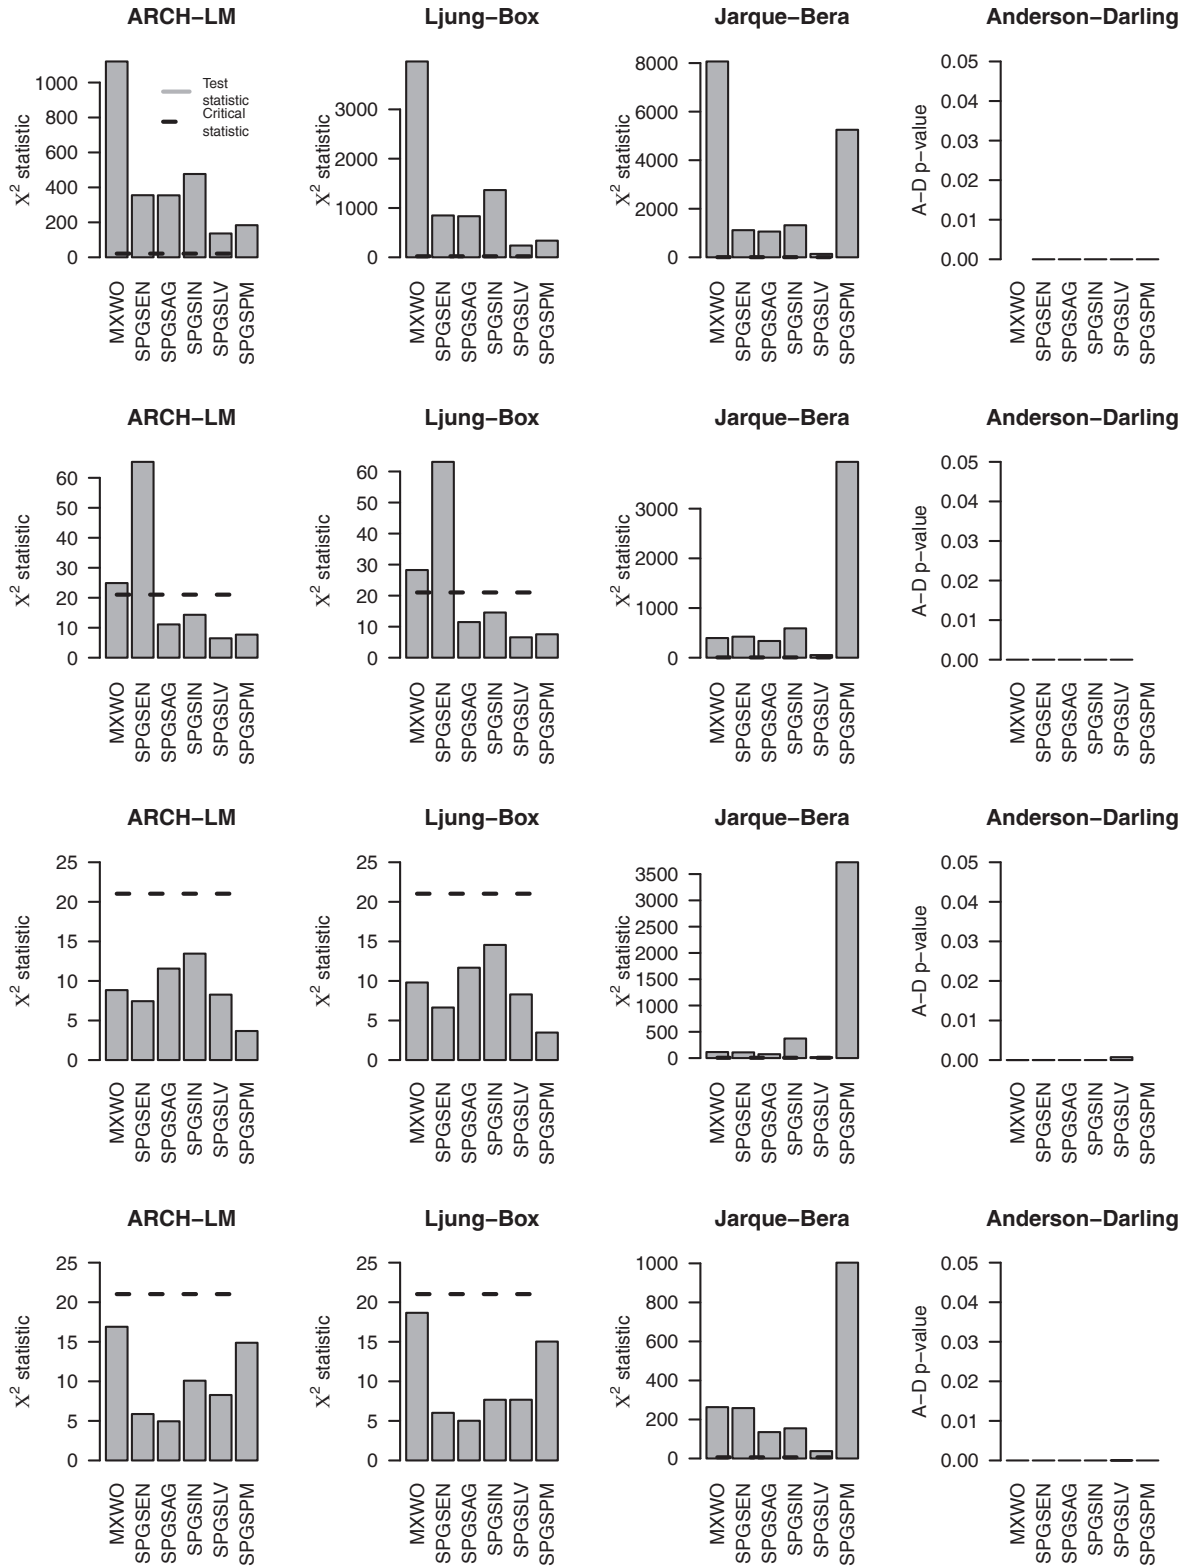 ARCH−LM
Ljung−Box
Jarque−Bera
Anderson−Darling
Χ² statistic
1000
800
600
400
200
0
Test
statistic
Critical
statistic
MXWO
SPGSEN
SPGSAG
SPGSIN
SPGSLV
SPGSPM
Χ² statistic
3000
2000
1000
0
MXWO
SPGSEN
SPGSAG
SPGSIN
SPGSLV
SPGSPM
Χ² statistic
8000
6000
4000
2000
0
MXWO
SPGSEN
SPGSAG
SPGSIN
SPGSLV
SPGSPM
A−D p−value
0.05
0.04
0.03
0.02
0.01
0.00
MXWO
SPGSEN
SPGSAG
SPGSIN
SPGSLV
SPGSPM
ARCH−LM
Ljung−Box
Jarque−Bera
Anderson−Darling
Χ² statistic
60
50
40
30
20
10
0
MXWO
SPGSEN
SPGSAG
SPGSIN
SPGSLV
SPGSPM
Χ² statistic
60
50
40
30
20
10
0
MXWO
SPGSEN
SPGSAG
SPGSIN
SPGSLV
SPGSPM
Χ² statistic
3000
2000
1000
0
MXWO
SPGSEN
SPGSAG
SPGSIN
SPGSLV
SPGSPM
A−D p−value
0.05
0.04
0.03
0.02
0.01
0.00
MXWO
SPGSEN
SPGSAG
SPGSIN
SPGSLV
SPGSPM
ARCH−LM
Ljung−Box
Jarque−Bera
Anderson−Darling
Χ² statistic
25
20
15
10
5
0
MXWO
SPGSEN
SPGSAG
SPGSIN
SPGSLV
SPGSPM
Χ² statistic
25
20
15
10
5
0
MXWO
SPGSEN
SPGSAG
SPGSIN
SPGSLV
SPGSPM
Χ² statistic
3500
3000
2500
2000
1500
1000
500
0
MXWO
SPGSEN
SPGSAG
SPGSIN
SPGSLV
SPGSPM
A−D p−value
0.05
0.04
0.03
0.02
0.01
0.00
MXWO
SPGSEN
SPGSAG
SPGSIN
SPGSLV
SPGSPM
ARCH−LM
Ljung−Box
Jarque−Bera
Anderson−Darling
Χ² statistic
25
20
15
10
5
0
MXWO
SPGSEN
SPGSAG
SPGSIN
SPGSLV
SPGSPM
Χ² statistic
25
20
15
10
5
0
MXWO
SPGSEN
SPGSAG
SPGSIN
SPGSLV
SPGSPM
Χ² statistic
1000
800
600
400
200
0
MXWO
SPGSEN
SPGSAG
SPGSIN
SPGSLV
SPGSPM
A−D p−value
0.05
0.04
0.03
0.02
0.01
0.00
MXWO
SPGSEN
SPGSAG
SPGSIN
SPGSLV
SPGSPM